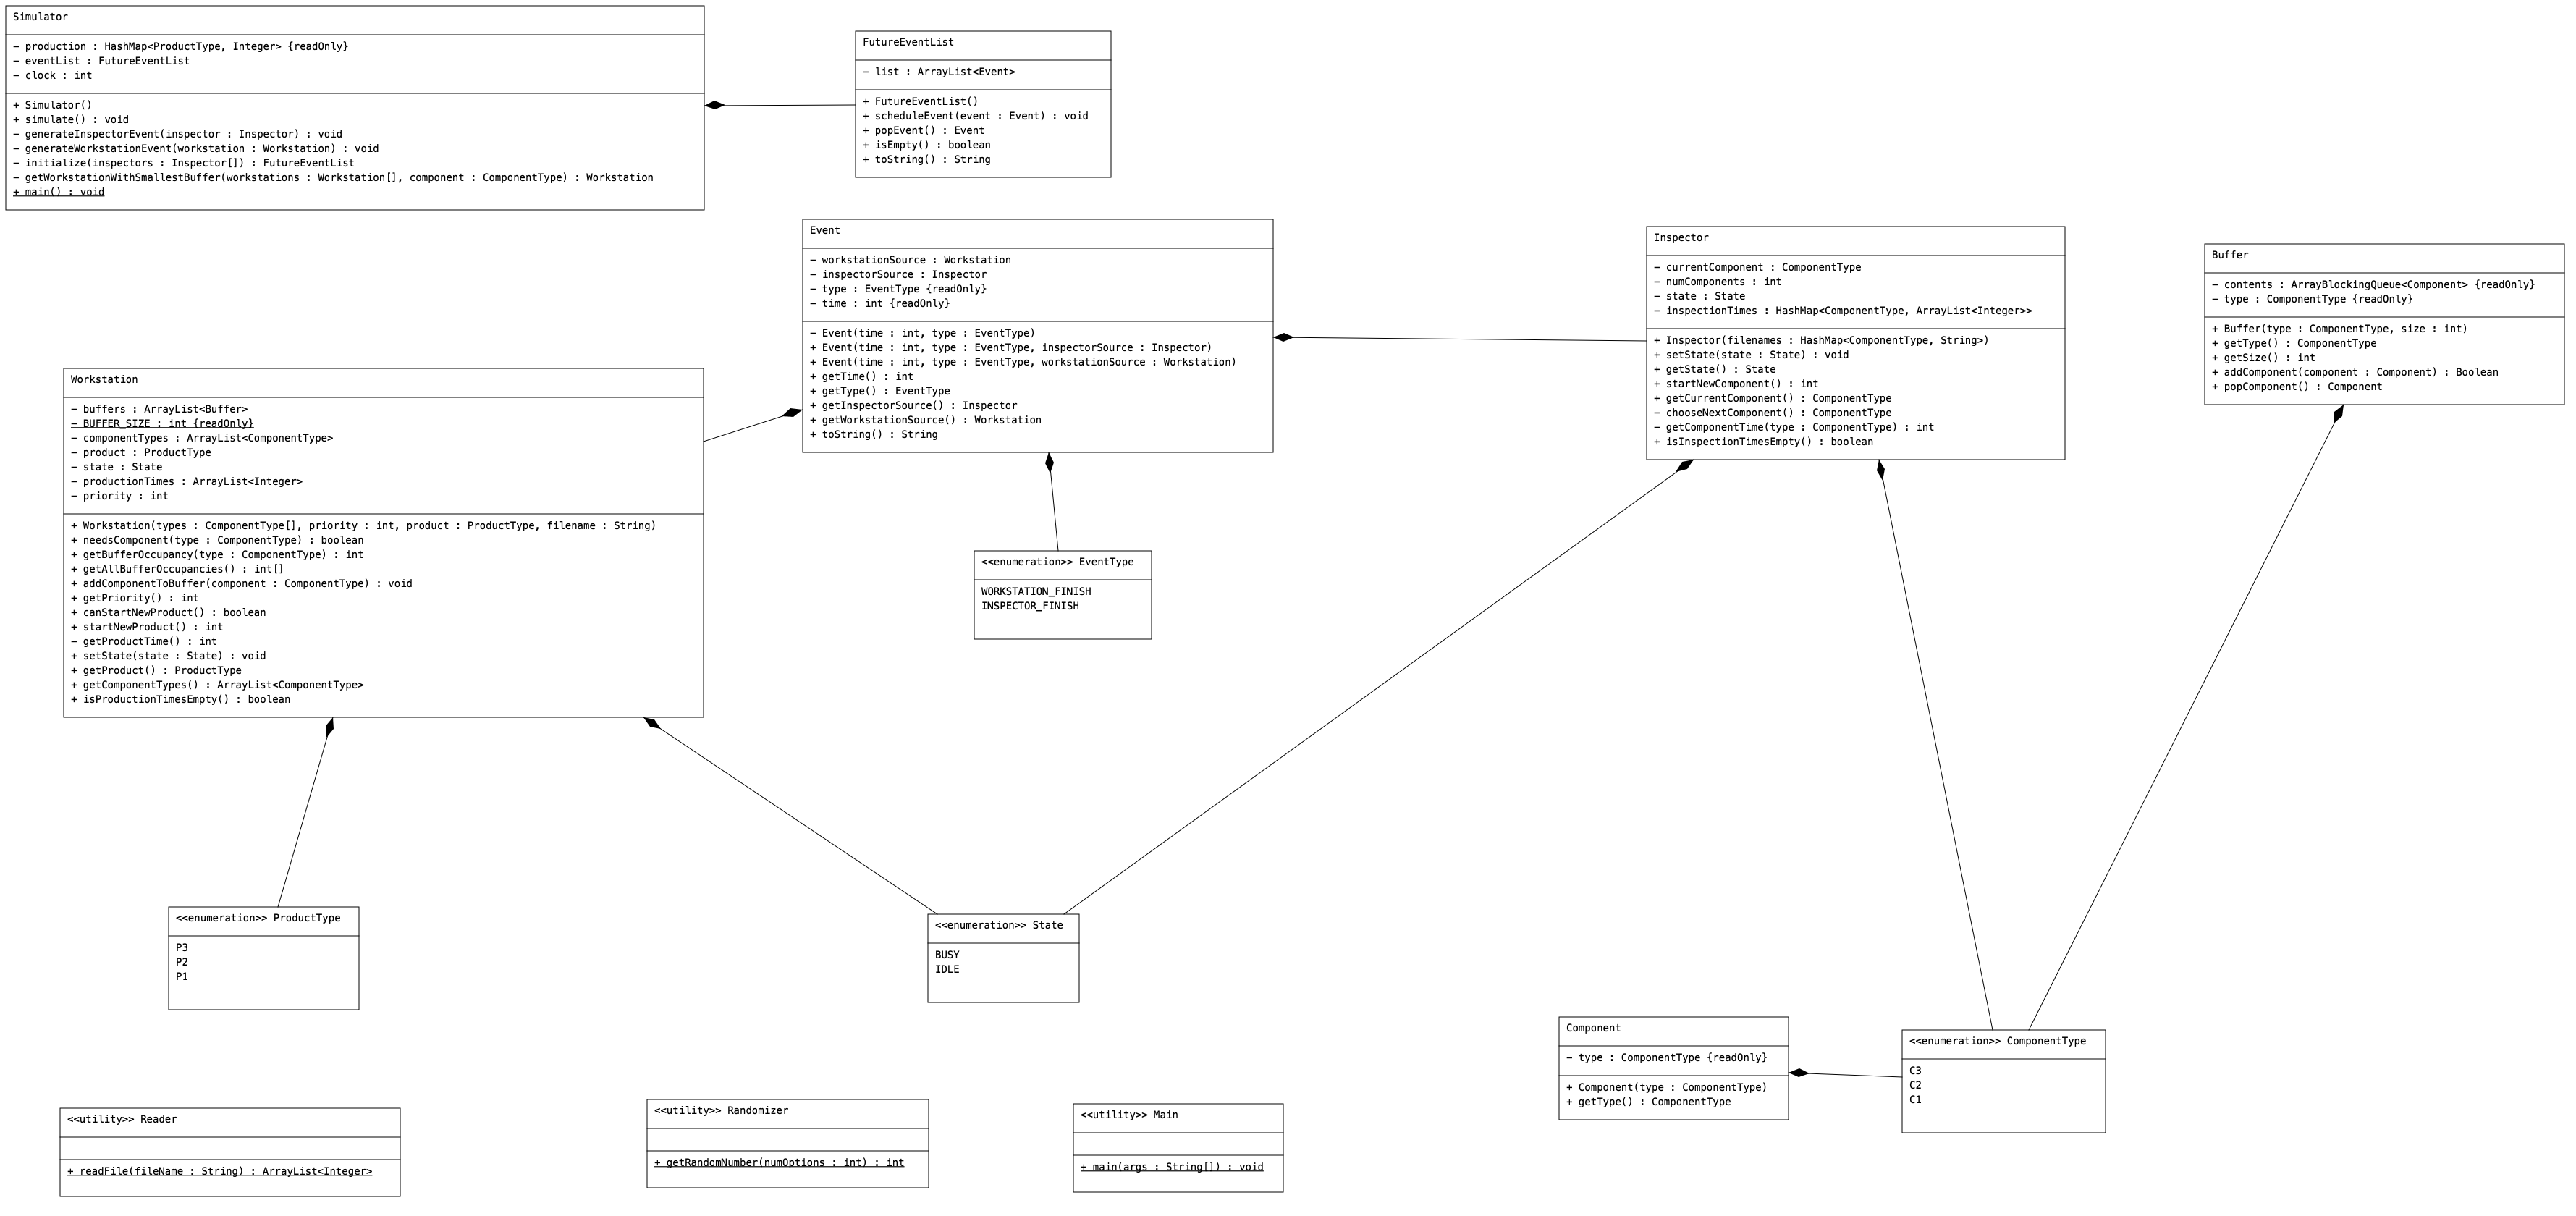 Simulator
− production : HashMap<ProductType, Integer> {readOnly}
− eventList : FutureEventList
− clock : int
+ Simulator()
+ simulate() : void
− generateInspectorEvent(inspector : Inspector) : void
− generateWorkstationEvent(workstation : Workstation) : void
− initialize(inspectors : Inspector[]) : FutureEventList
− getWorkstationWithSmallestBuffer(workstations : Workstation[], component : ComponentType) : Workstation
+ main() : void
FutureEventList
− list : ArrayList<Event>
+ FutureEventList()
+ scheduleEvent(event : Event) : void
+ popEvent() : Event
+ isEmpty() : boolean
+ toString() : String
Event
− workstationSource : Workstation
− inspectorSource : Inspector
− type : EventType {readOnly}
− time : int {readOnly}
− Event(time : int, type : EventType)
+ Event(time : int, type : EventType, inspectorSource : Inspector)
+ Event(time : int, type : EventType, workstationSource : Workstation)
+ getTime() : int
+ getType() : EventType
+ getInspectorSource() : Inspector
+ getWorkstationSource() : Workstation
+ toString() : String
Inspector
− currentComponent : ComponentType
− numComponents : int
− state : State
− inspectionTimes : HashMap<ComponentType, ArrayList<Integer>>
+ Inspector(filenames : HashMap<ComponentType, String>)
+ setState(state : State) : void
+ getState() : State
+ startNewComponent() : int
+ getCurrentComponent() : ComponentType
− chooseNextComponent() : ComponentType
− getComponentTime(type : ComponentType) : int
+ isInspectionTimesEmpty() : boolean
Buffer
− contents : ArrayBlockingQueue<Component> {readOnly}
− type : ComponentType {readOnly}
+ Buffer(type : ComponentType, size : int)
+ getType() : ComponentType
+ getSize() : int
+ addComponent(component : Component) : Boolean
+ popComponent() : Component
Workstation
− buffers : ArrayList<Buffer>
− BUFFER_SIZE : int {readOnly}
− componentTypes : ArrayList<ComponentType>
− product : ProductType
− state : State
− productionTimes : ArrayList<Integer>
− priority : int
+ Workstation(types : ComponentType[], priority : int, product : ProductType, filename : String)
+ needsComponent(type : ComponentType) : boolean
+ getBufferOccupancy(type : ComponentType) : int
+ getAllBufferOccupancies() : int[]
+ addComponentToBuffer(component : ComponentType) : void
+ getPriority() : int
+ canStartNewProduct() : boolean
+ startNewProduct() : int
− getProductTime() : int
+ setState(state : State) : void
+ getProduct() : ProductType
+ getComponentTypes() : ArrayList<ComponentType>
+ isProductionTimesEmpty() : boolean
<<enumeration>> EventType
WORKSTATION_FINISH
INSPECTOR_FINISH
<<enumeration>> ProductType
P3
P2
P1
<<enumeration>> State
BUSY
IDLE
Component
− type : ComponentType {readOnly}
+ Component(type : ComponentType)
+ getType() : ComponentType
<<enumeration>> ComponentType
C3
C2
C1
<<utility>> Reader
+ readFile(fileName : String) : ArrayList<Integer>
<<utility>> Randomizer
+ getRandomNumber(numOptions : int) : int
<<utility>> Main
+ main(args : String[]) : void